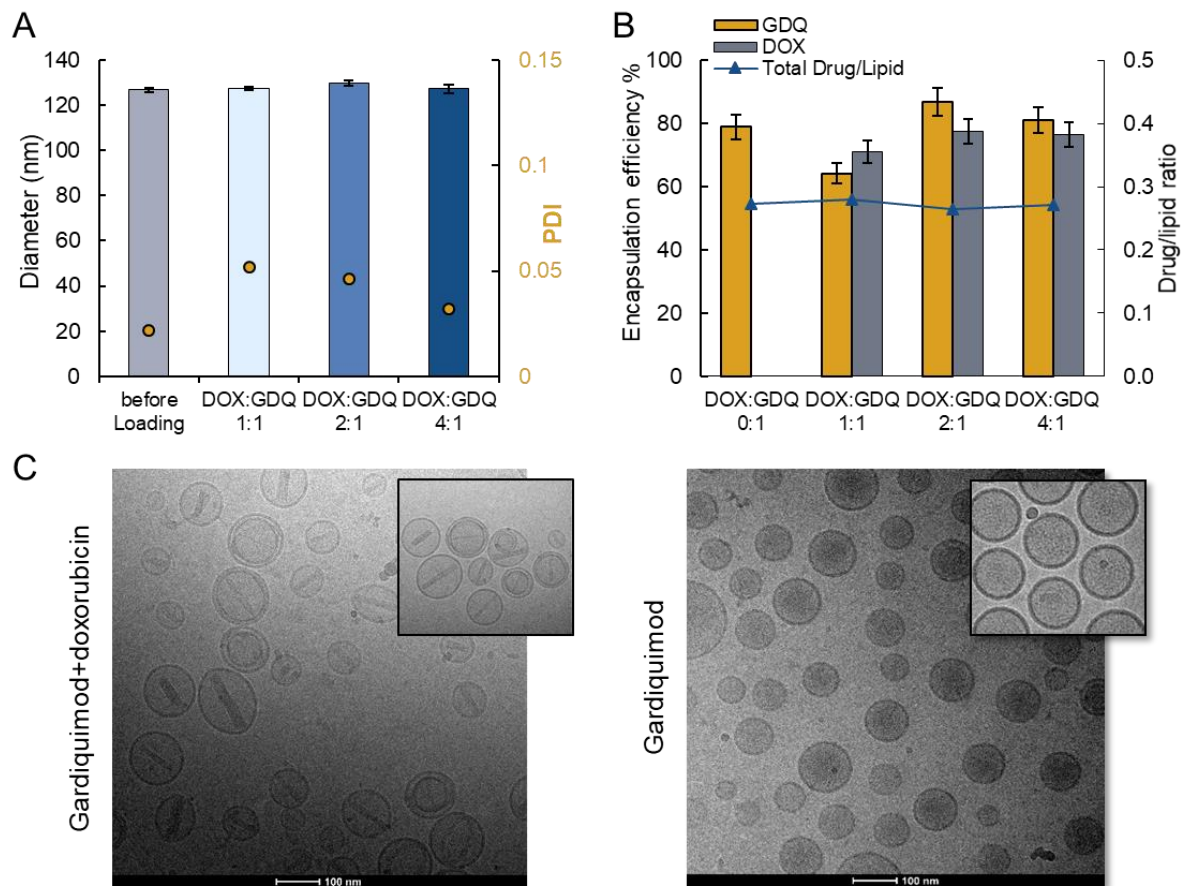 A
Diameter (nm)
140
120
100
80
60
40
20
0
0.15
0.1
0.05
0
PDI
before
Loading
DOX:GDQ
1:1
DOX:GDQ
2:1
DOX:GDQ
4:1
B
GDQ
DOX
Total Drug/Lipid
Encapsulation efficiency %
100
80
60
40
20
0
0.5
0.4
0.3
0.2
0.1
0.0
Drug/lipid ratio
DOX:GDQ
0:1
DOX:GDQ
1:1
DOX:GDQ
2:1
DOX:GDQ
4:1
C
Gardiquimod+doxorubicin
100 nm
Gardiquimod
100 nm